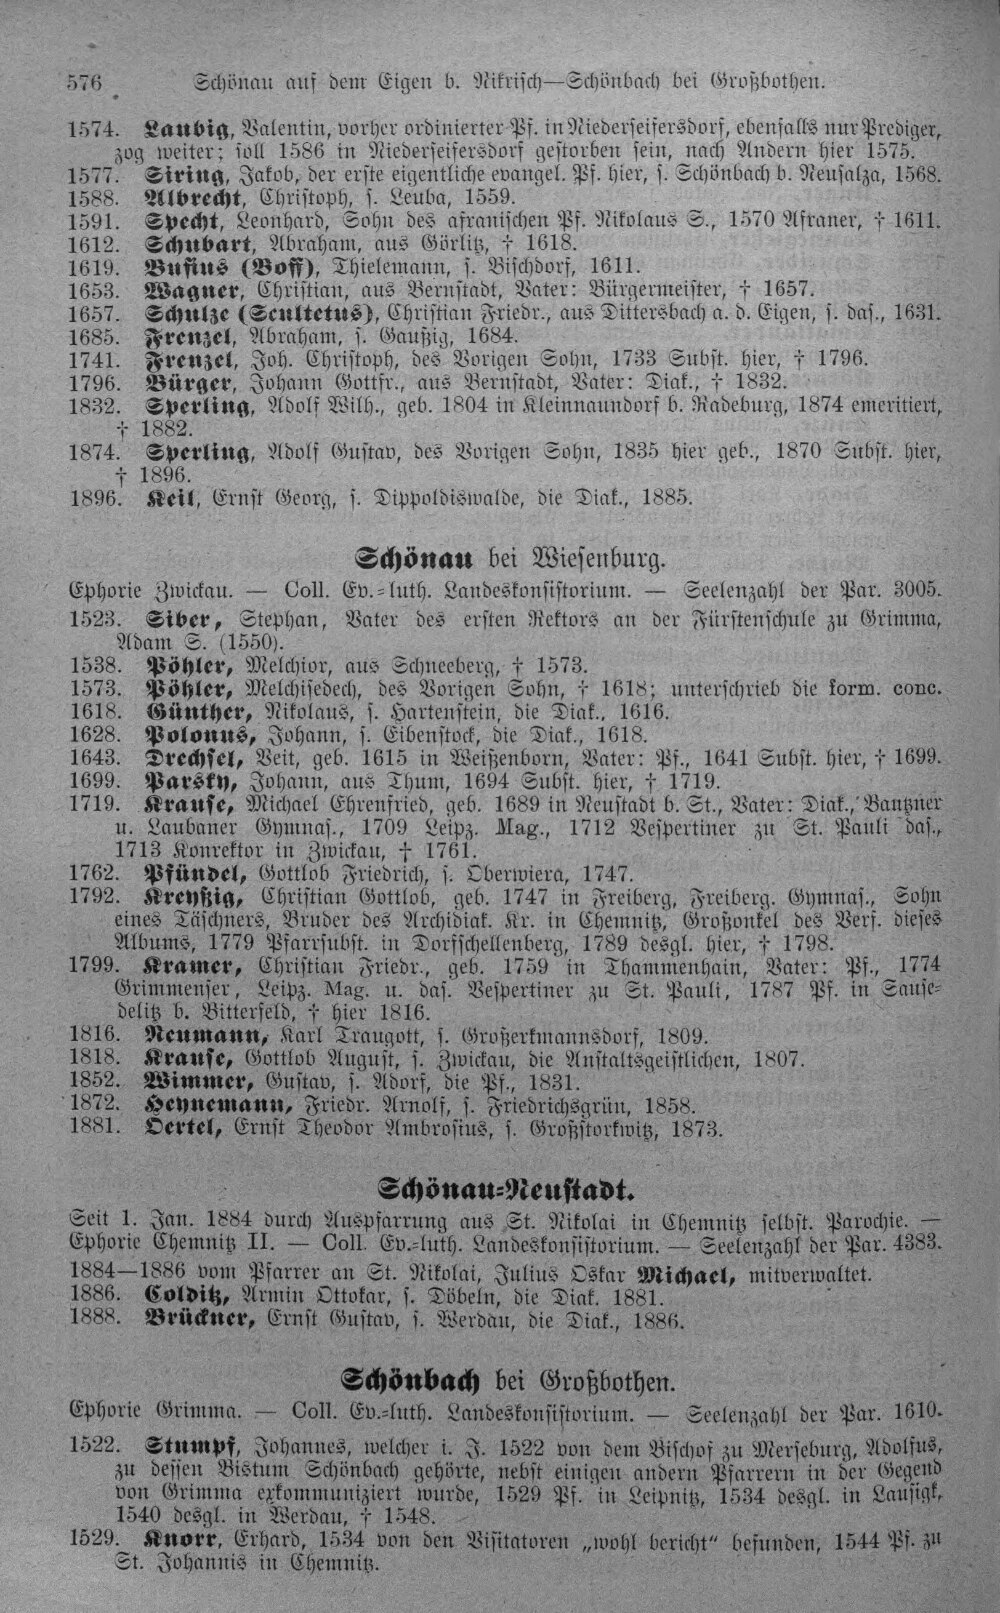 576 Schönau auf dem Eigen b. Nikrisch—Schönbach bei Großbothen.
1574. Laubig, Valentin, vorher ordinierter Pf. in Niederseifersdorf, ebenfalls nur Prediger,
zog weiter; soll 1586 in Niederseifersdorf gestorben sein, nach Andern hier 1575.
1577. Siring, Jakob, der erste eigentliche evangel. Pf. hier, s. Schönbach b. Neusalza, 1568.
1588. Albrecht, Christoph, s. Leuba, 1559.
1591. Specht, Leonhard, Sohn des afranischen Pf. Nikolaus S., 1570 Afraner, † 1611.
1612. Schubart, Abraham, aus Görlitz, † 1618.
1619. Bufius (Boff), Thielemann, s. Bischdorf, 1611.
1653. Wagner, Christian, aus Bernstadt, Vater: Bürgermeister, † 1657.
1657. Schulze (Scultetus), Christian Friedr., aus Dittersbach a. d. Eigen, s. das., 1631.
1685. Frenzel, Abraham, s. Gaußig, 1684.
1741. Frenzel, Joh. Christoph, des Vorigen Sohn, 1733 Subst. hier, † 1796.
1796. Bürger, Johann Gottfr., aus Bernstadt, Vater: Diak., † 1832.
1832. Sperling, Adolf Wilh., geb. 1804 in Kleinnaundorf b. Radeburg, 1874 emeritiert,
† 1882.
1874. Sperling, Adolf Gustav, des Vorigen Sohn, 1835 hier geb., 1870 Subst. hier,
† 1896.
1896. Keil, Ernst Georg, s. Dippoldiswalde, die Diak., 1885.
Schönau bei Wiesenburg.
Ephorie Zwickau. — Coll. Ev.-luth. Landeskonsistorium. — Seelenzahl der Par. 3005.
1523. Siber, Stephan, Vater des ersten Rektors an der Fürstenschule zu Grimma,
Adam S. (1550).
1538. Pöhler, Melchior, aus Schneeberg, † 1573.
1573. Pöhler, Melchisedech, des Vorigen Sohn, † 1618; unterschrieb die form. conc.
1618. Günther, Nikolaus, s. Hartenstein, die Diak., 1616.
1628. Polonus, Johann, s. Eibenstock, die Diak., 1618.
1643. Drechsel, Veit, geb. 1615 in Weißenborn, Vater: Pf., 1641 Subst. hier, † 1699.
1699. Parsky, Johann, aus Thum, 1694 Subst. hier, † 1719.
1719. Krause, Michael Ehrenfried, geb. 1689 in Neustadt b. St., Vater: Diak., Bautzner
u. Laubaner Gymnas., 1709 Leipz. Mag., 1712 Vespertiner zu St. Pauli das.,
1713 Konrektor in Zwickau, † 1761.
1762. Pfündel, Gottlob Friedrich, s. Oberwiera, 1747.
1792. Kreyßig, Christian Gottlob, geb. 1747 in Freiberg, Freiberg. Gymnas., Sohn
eines Täschners, Bruder des Archidiak. Kr. in Chemnitz, Großonkel des Verf. dieses
Albums, 1779 Pfarrsubst. in Dorfschellenberg, 1789 desgl. hier, † 1798.
1799. Kramer, Christian Friedr., geb. 1759 in Thammenhain, Vater: Pf., 1774
Grimmenser, Leipz. Mag. u. das. Vespertiner zu St. Pauli, 1787 Pf. in Sause-
delitz b. Bitterfeld, † hier 1816.
1816. Neumann, Karl Traugott, s. Großerkmannsdorf, 1809.
1818. Krause, Gottlob August, s. Zwickau, die Anstaltsgeistlichen, 1807.
1852. Wimmer, Gustav, s. Adorf, die Pf., 1831.
1872. Heynemann, Friedr. Arnolf, s. Friedrichsgrün, 1858.
1881. Oertel, Ernst Theodor Ambrosius, s. Großstorkwitz, 1873.
Schönau-Neustadt.
Seit 1. Jan. 1884 durch Auspfarrung aus St. Nikolai in Chemnitz selbst. Parochie. —
Ephorie Chemnitz II. — Coll. Ev.-luth. Landeskonsistorium. — Seelenzahl der Par. 4383.
1884—1886 vom Pfarrer an St. Nikolai, Julius Oskar Michael, mitverwaltet.
1886. Colditz, Armin Ottokar, s. Döbeln, die Diak. 1881.
1888. Brückner, Ernst Gustav, s. Werdau, die Diak., 1886.
Schönbach bei Großbothen.
Ephorie Grimma. — Coll. Ev.-luth. Landeskonsistorium. — Seelenzahl der Par. 1610.
1522. Stumpf, Johannes, welcher i. J. 1522 von dem Bischof zu Merseburg, Adolfus,
zu dessen Bistum Schönbach gehörte, nebst einigen andern Pfarrern in der Gegend
von Grimma exkommuniziert wurde, 1529 Pf. in Leipnitz, 1534 desgl. in Lausigk,
1540 desgl. in Werdau, † 1548.
1529. Knorr, Erhard, 1534 von den Visitatoren „wohl bericht“ befunden, 1544 Pf. zu
St. Johannis in Chemnitz.